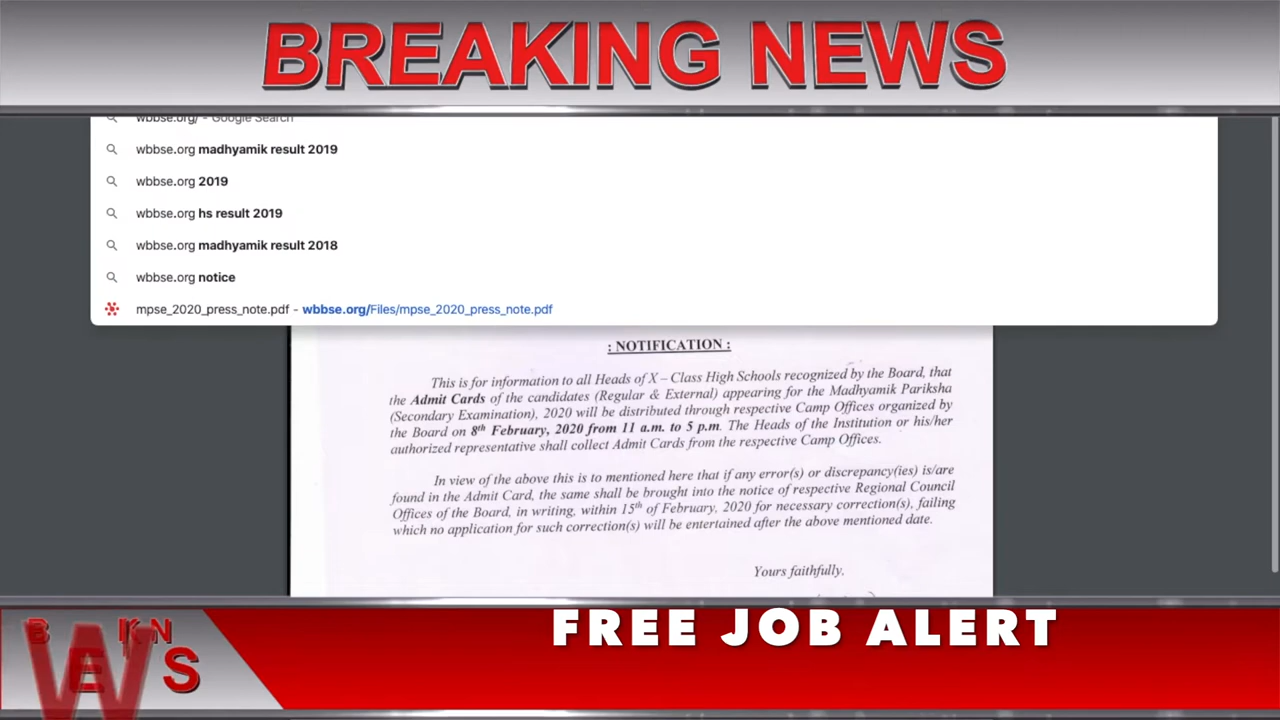 BREAKING NEWS
wbbse.org/ - Google Search
wbbse.org madhyamik result 2019
wbbse.org 2019
wbbse.org hs result 2019
wbbse.org madhyamik result 2018
wbbse.org notice
mpse_2020_press_note.pdf - wbbse.org/Files/mpse_2020_press_note.pdf
: NOTIFICATION :
This is for information to all Heads of X – Class High Schools recognized by the Board, that
the Admit Cards of the candidates (Regular & External) appearing for the Madhyamik Pariksha
(Secondary Examination), 2020 will be distributed through respective Camp Offices organized by
the Board on 8th February, 2020 from 11 a.m. to 5 p.m. The Heads of the Institution or his/her
authorized representative shall collect Admit Cards from the respective Camp Offices.
In view of the above this is to mentioned here that if any error(s) or discrepancy(ies) is/are
found in the Admit Card, the same shall be brought into the notice of respective Regional Council
Offices of the Board, in writing, within 15th of February, 2020 for necessary correction(s), failing
which no application for such correction(s) will be entertained after the above mentioned date.
Yours faithfully,
FREE JOB ALERT